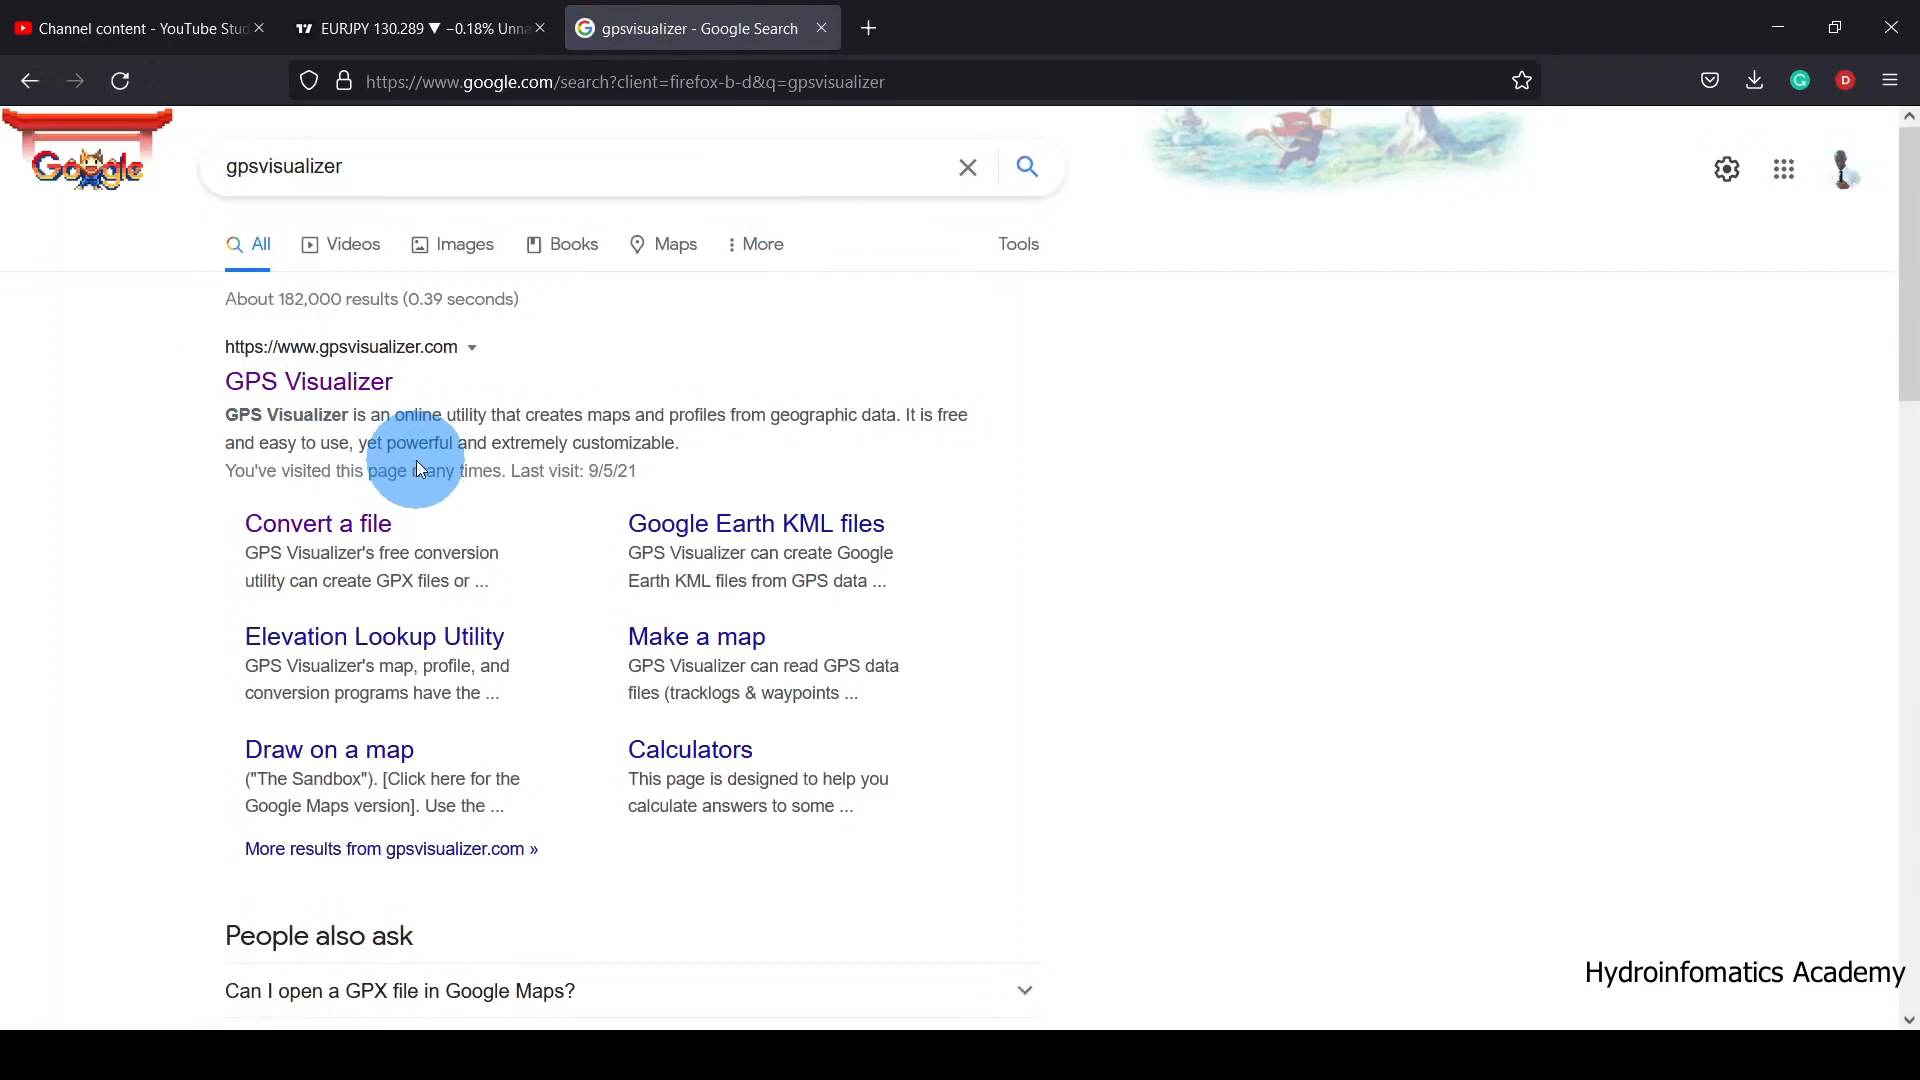 Channel content - YouTube Stud
EURJPY 130.289 ▼ −0.18% Unna
gpsvisualizer - Google Search
https://www.google.com/search?client=firefox-b-d&q=gpsvisualizer
Google
gpsvisualizer
All
Videos
Images
Books
Maps
More
Tools
About 182,000 results (0.39 seconds)
https://www.gpsvisualizer.com
GPS Visualizer
GPS Visualizer is an online utility that creates maps and profiles from geographic data. It is free
and easy to use, yet powerful and extremely customizable.
You've visited this page many times. Last visit: 9/5/21
Convert a file
GPS Visualizer's free conversion
utility can create GPX files or ...
Google Earth KML files
GPS Visualizer can create Google
Earth KML files from GPS data ...
Elevation Lookup Utility
GPS Visualizer's map, profile, and
conversion programs have the ...
Make a map
GPS Visualizer can read GPS data
files (tracklogs & waypoints ...
Draw on a map
("The Sandbox"). [Click here for the
Google Maps version]. Use the ...
Calculators
This page is designed to help you
calculate answers to some ...
More results from gpsvisualizer.com »
People also ask
Can I open a GPX file in Google Maps?
Hydroinfomatics Academy